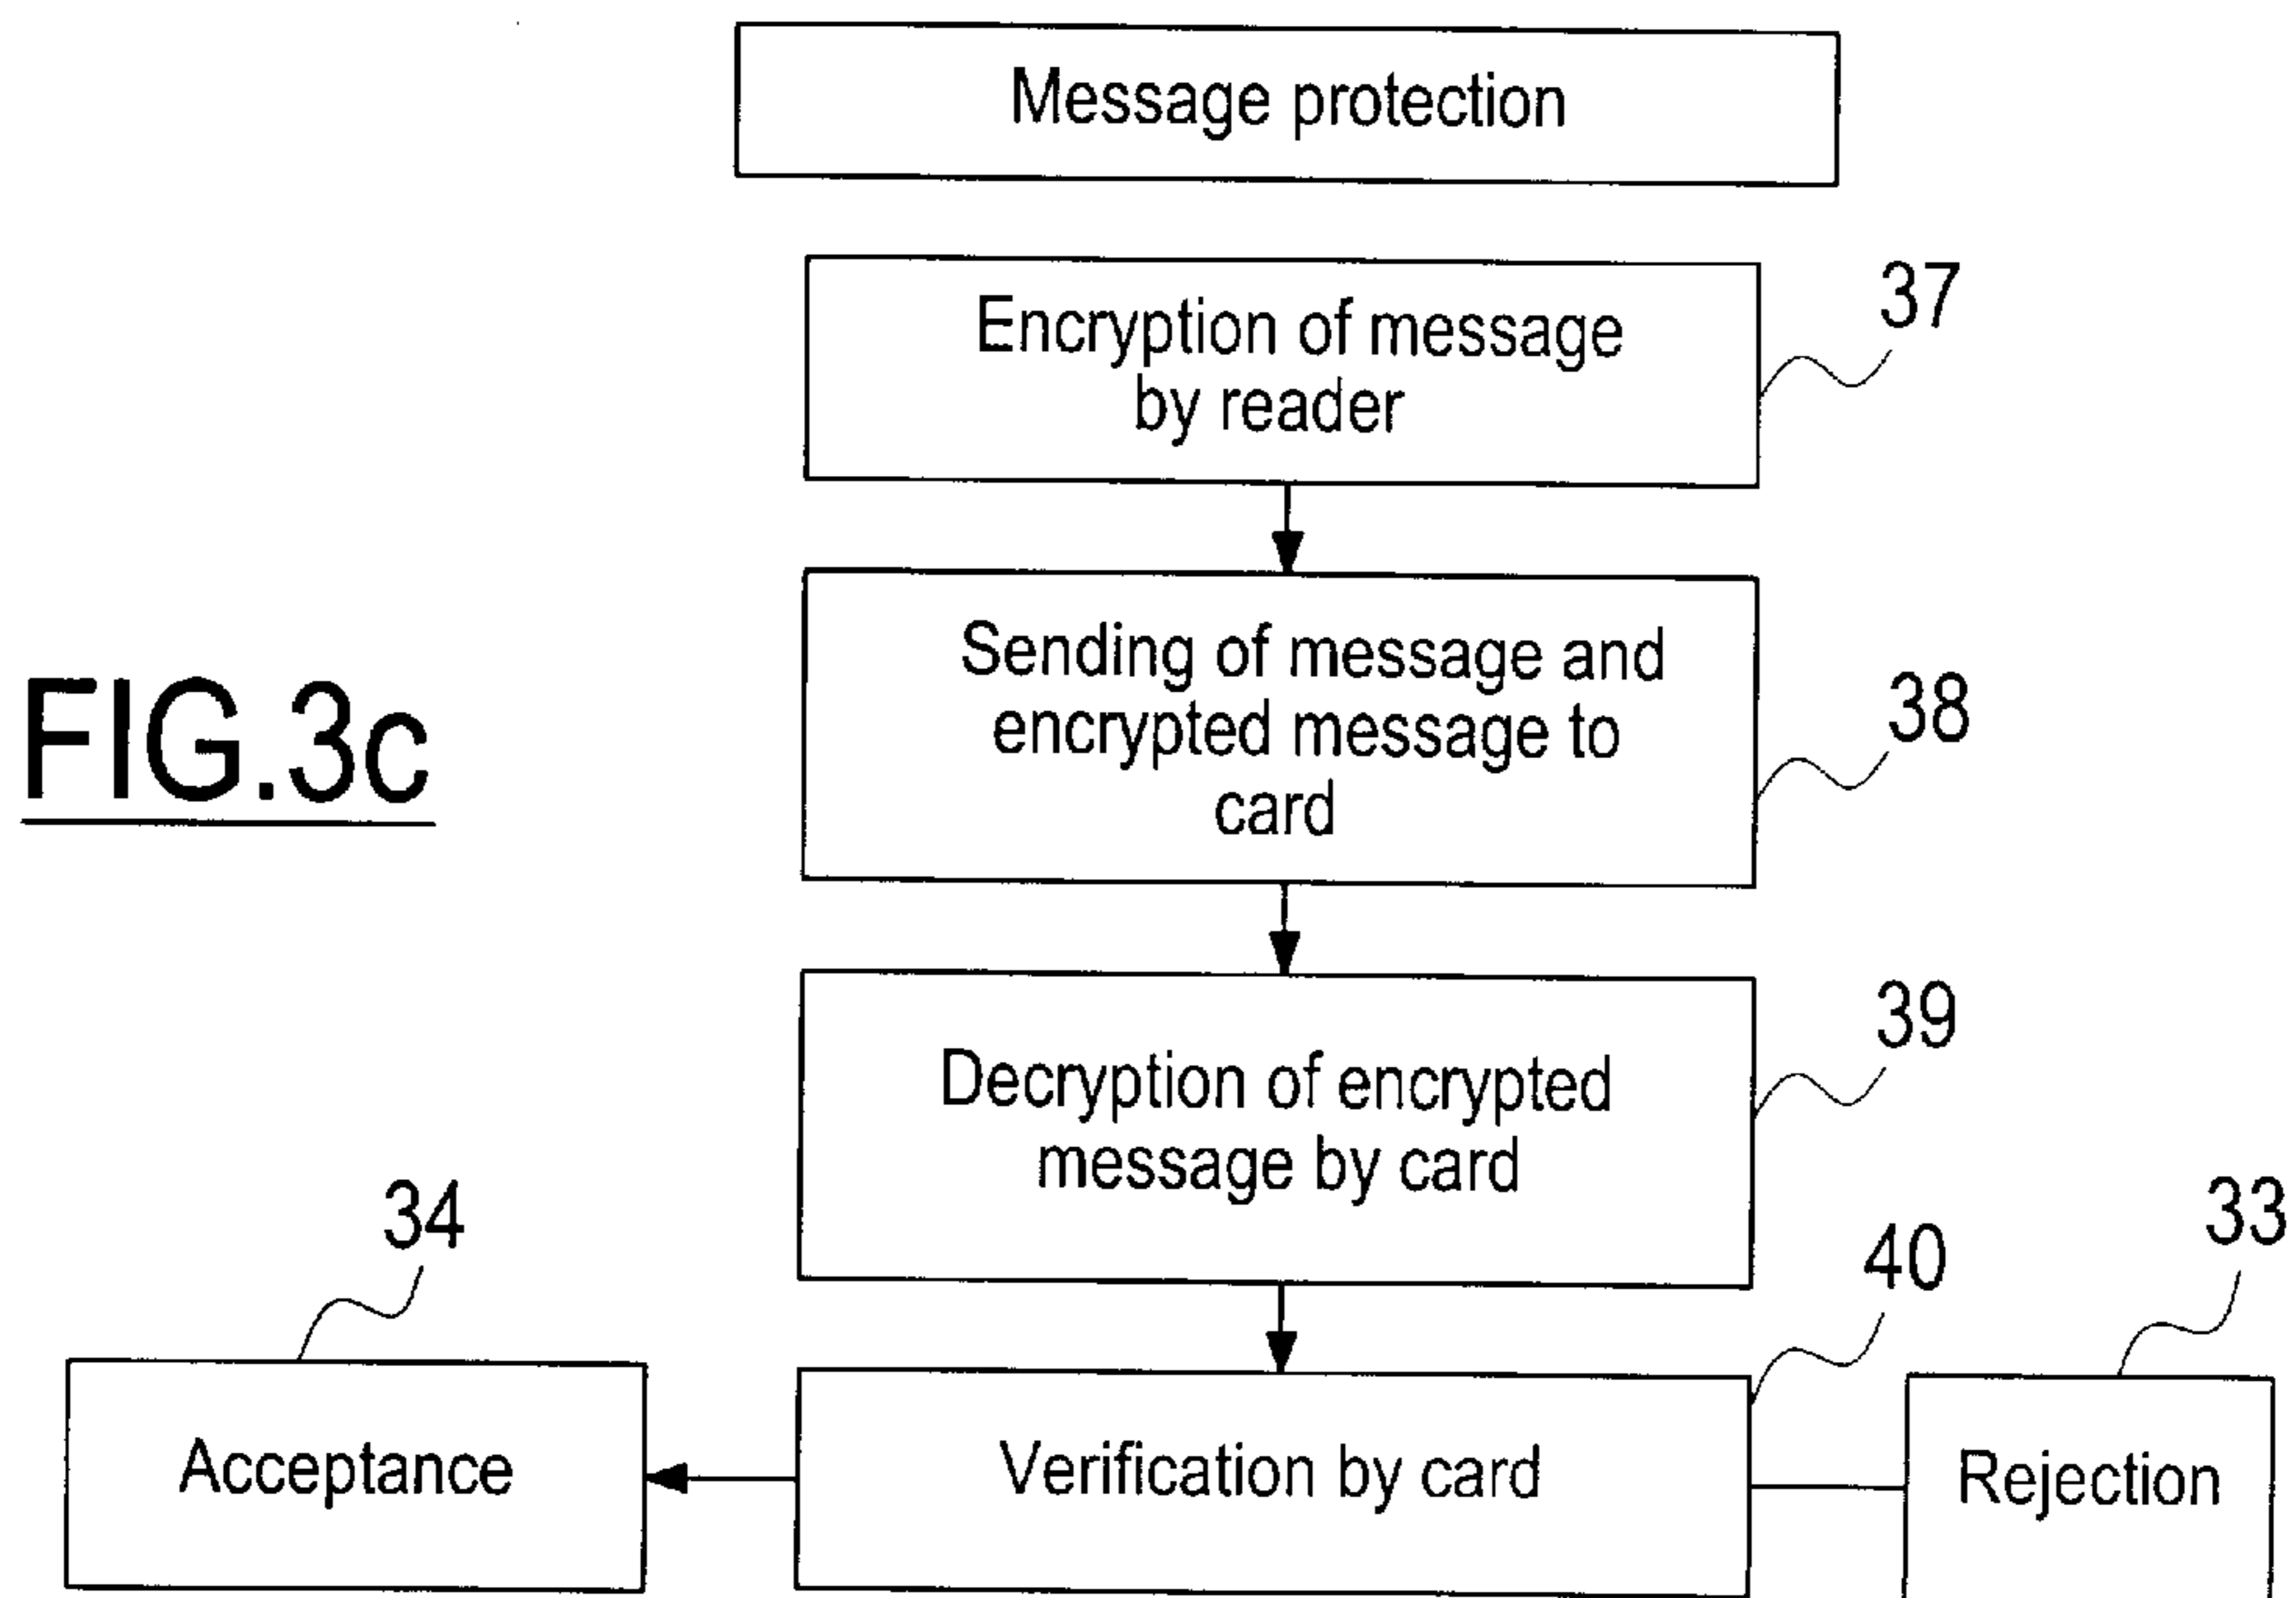 Message protection
Encryption of message
by reader
37
Sending of message and
encrypted message to
card
38
FIG.3c
Decryption of encrypted
message by card
39
34
40
33
Acceptance
Verification by card
Rejection